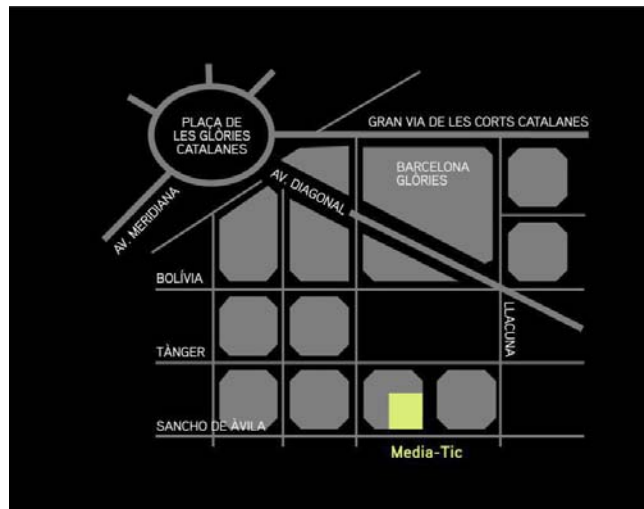 PLAÇA DE
LES GLÒRIES
CATALANES
GRAN VIA DE LES CORTS CATALANES
BARCELONA
GLÒRIES
AV. DIAGONAL
AV. MERIDIANA
BOLÍVIA
LLACUNA
TÀNGER
SANCHO DE ÀVILA
Media-Tic